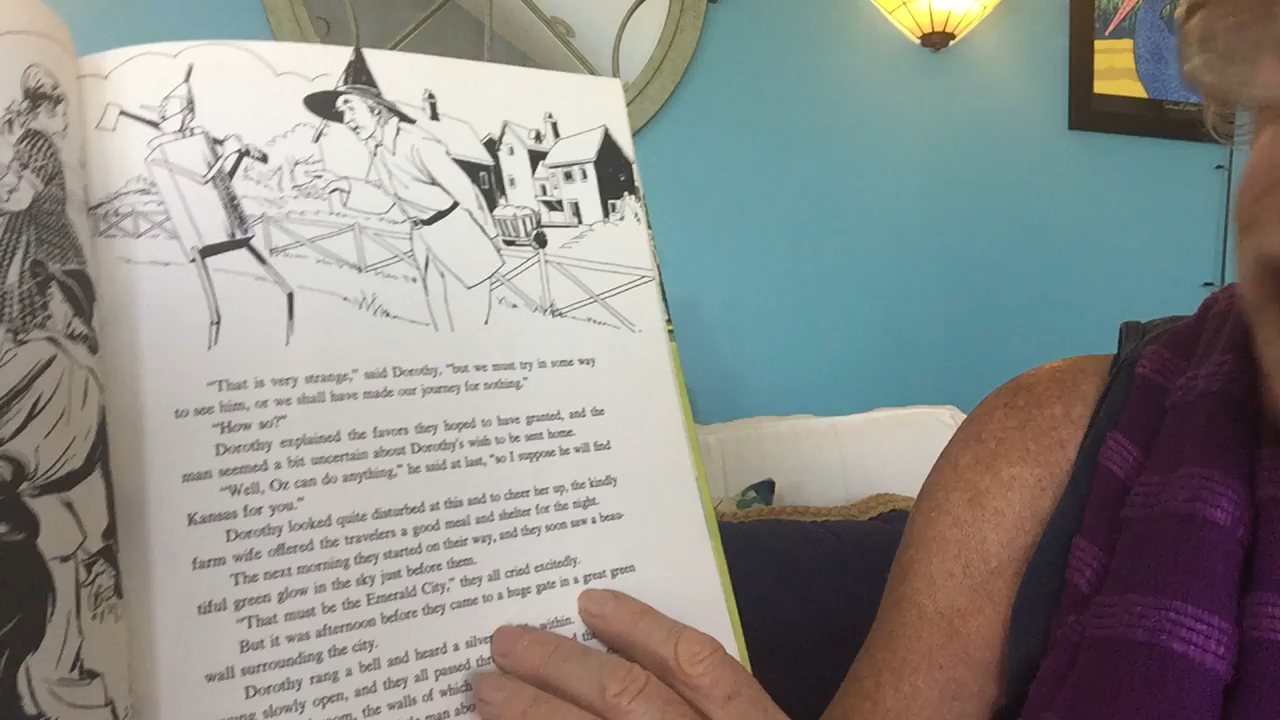 "That is very strange," said Dorothy, "but we must try in some way
to see him, or we shall have made our journey for nothing."
"How so?"
Dorothy explained the favors they hoped to have granted, and the
man seemed a bit uncertain about Dorothy's wish to be sent home.
"Well, Oz can do anything," he said at last, "so I suppose he will find
Kansas for you."
Dorothy looked quite disturbed at this and to cheer her up, the kindly
farm wife offered the travelers a good meal and shelter for the night.
The next morning they started on their way, and they soon saw a beau-
tiful green glow in the sky just before them.
"That must be the Emerald City," they all cried excitedly.
But it was afternoon before they came to a huge gate in a great green
wall surrounding the city.
Dorothy rang a bell and heard a silver within.
slowly open, and they all passed
the walls of which
man